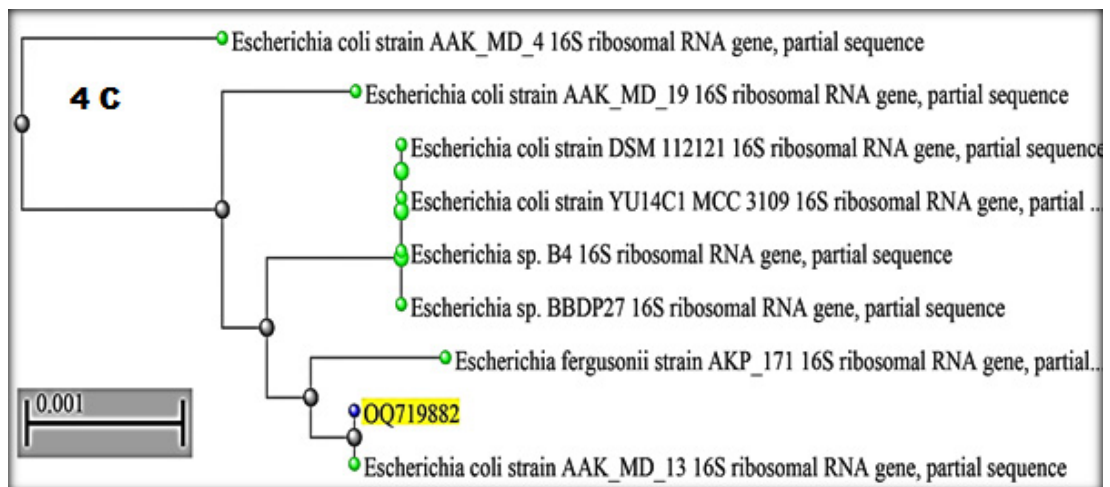 Escherichia coli strain AAK_MD_4 16S ribosomal RNA gene, partial sequence
4 C
Escherichia coli strain AAK_MD_19 16S ribosomal RNA gene, partial sequence
Escherichia coli strain DSM 112121 16S ribosomal RNA gene, partial sequence
Escherichia coli strain YU14C1 MCC 3109 16S ribosomal RNA gene, partial ...
Escherichia sp. B4 16S ribosomal RNA gene, partial sequence
Escherichia sp. BBDP27 16S ribosomal RNA gene, partial sequence
Escherichia fergusonii strain AKP_171 16S ribosomal RNA gene, partial...
0.001
OQ719882
Escherichia coli strain AAK_MD_13 16S ribosomal RNA gene, partial sequence